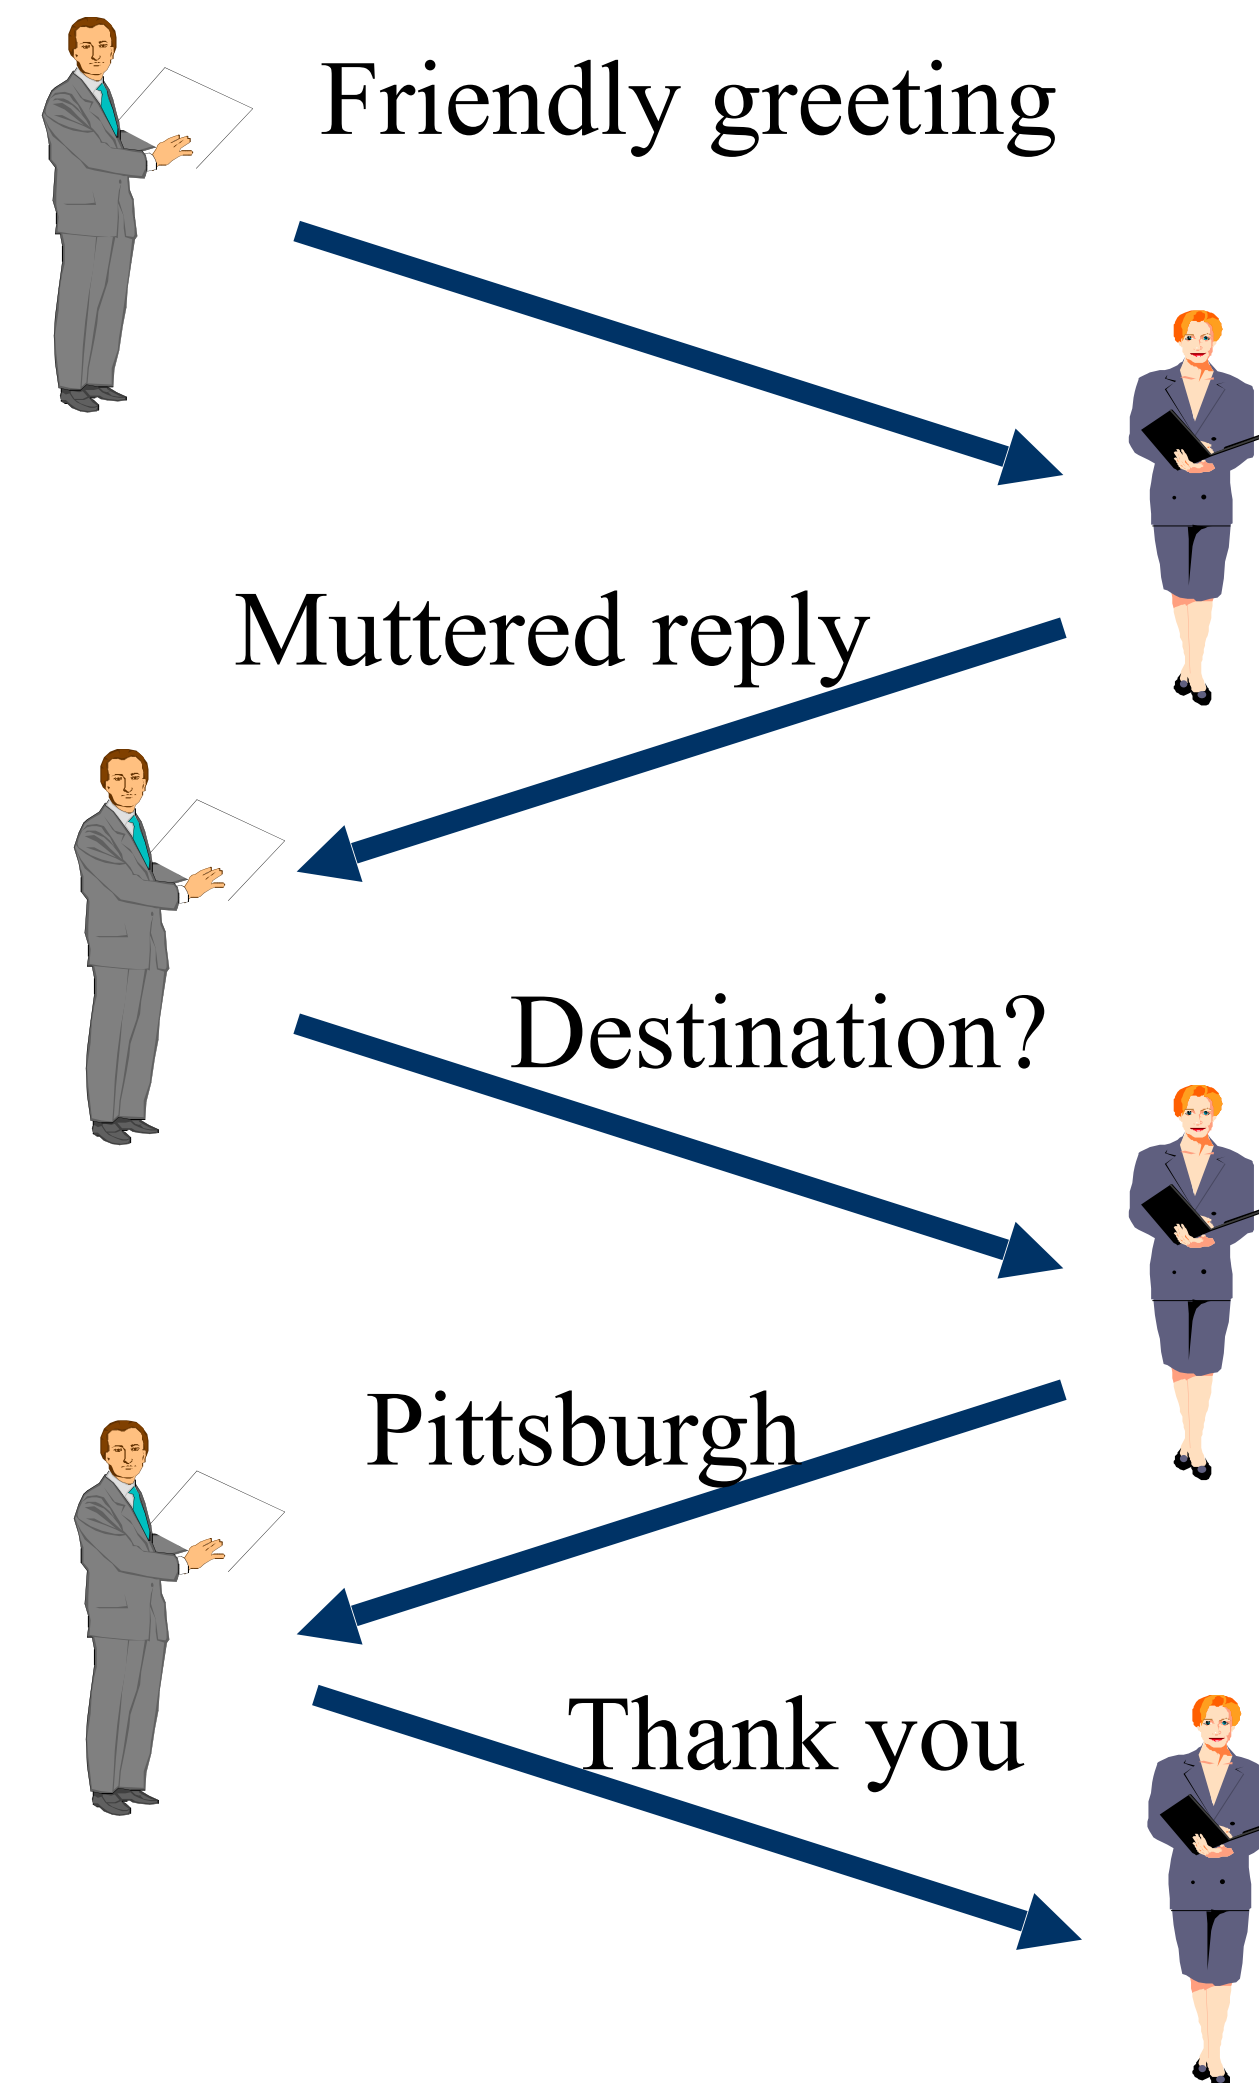 Friendly greeting
Muttered reply
Destination?
Pittsburgh
Thank you